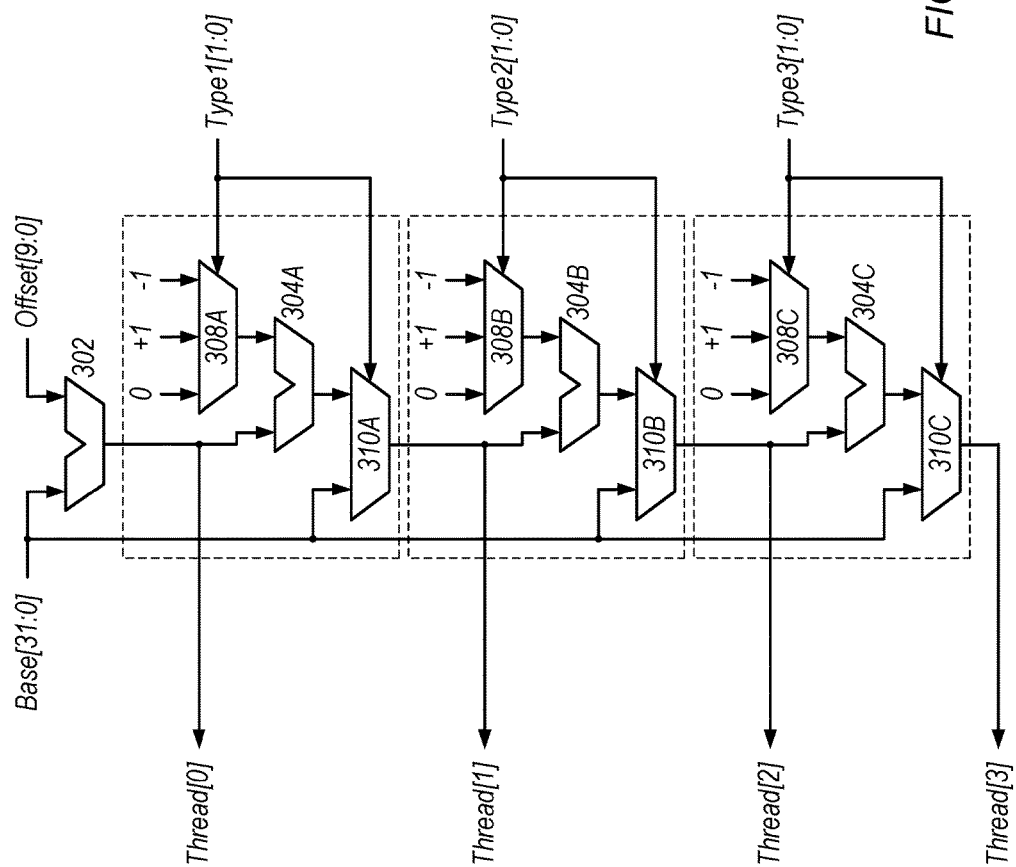 Base[31:0]
Offset[9:0]
302
0
+1
-1
Type1[1:0]
308A
304A
310A
Thread[0]
0
+1
-1
Type2[1:0]
308B
304B
310B
Thread[1]
0
+1
-1
Type3[1:0]
308C
304C
310C
Thread[2]
Thread[3]